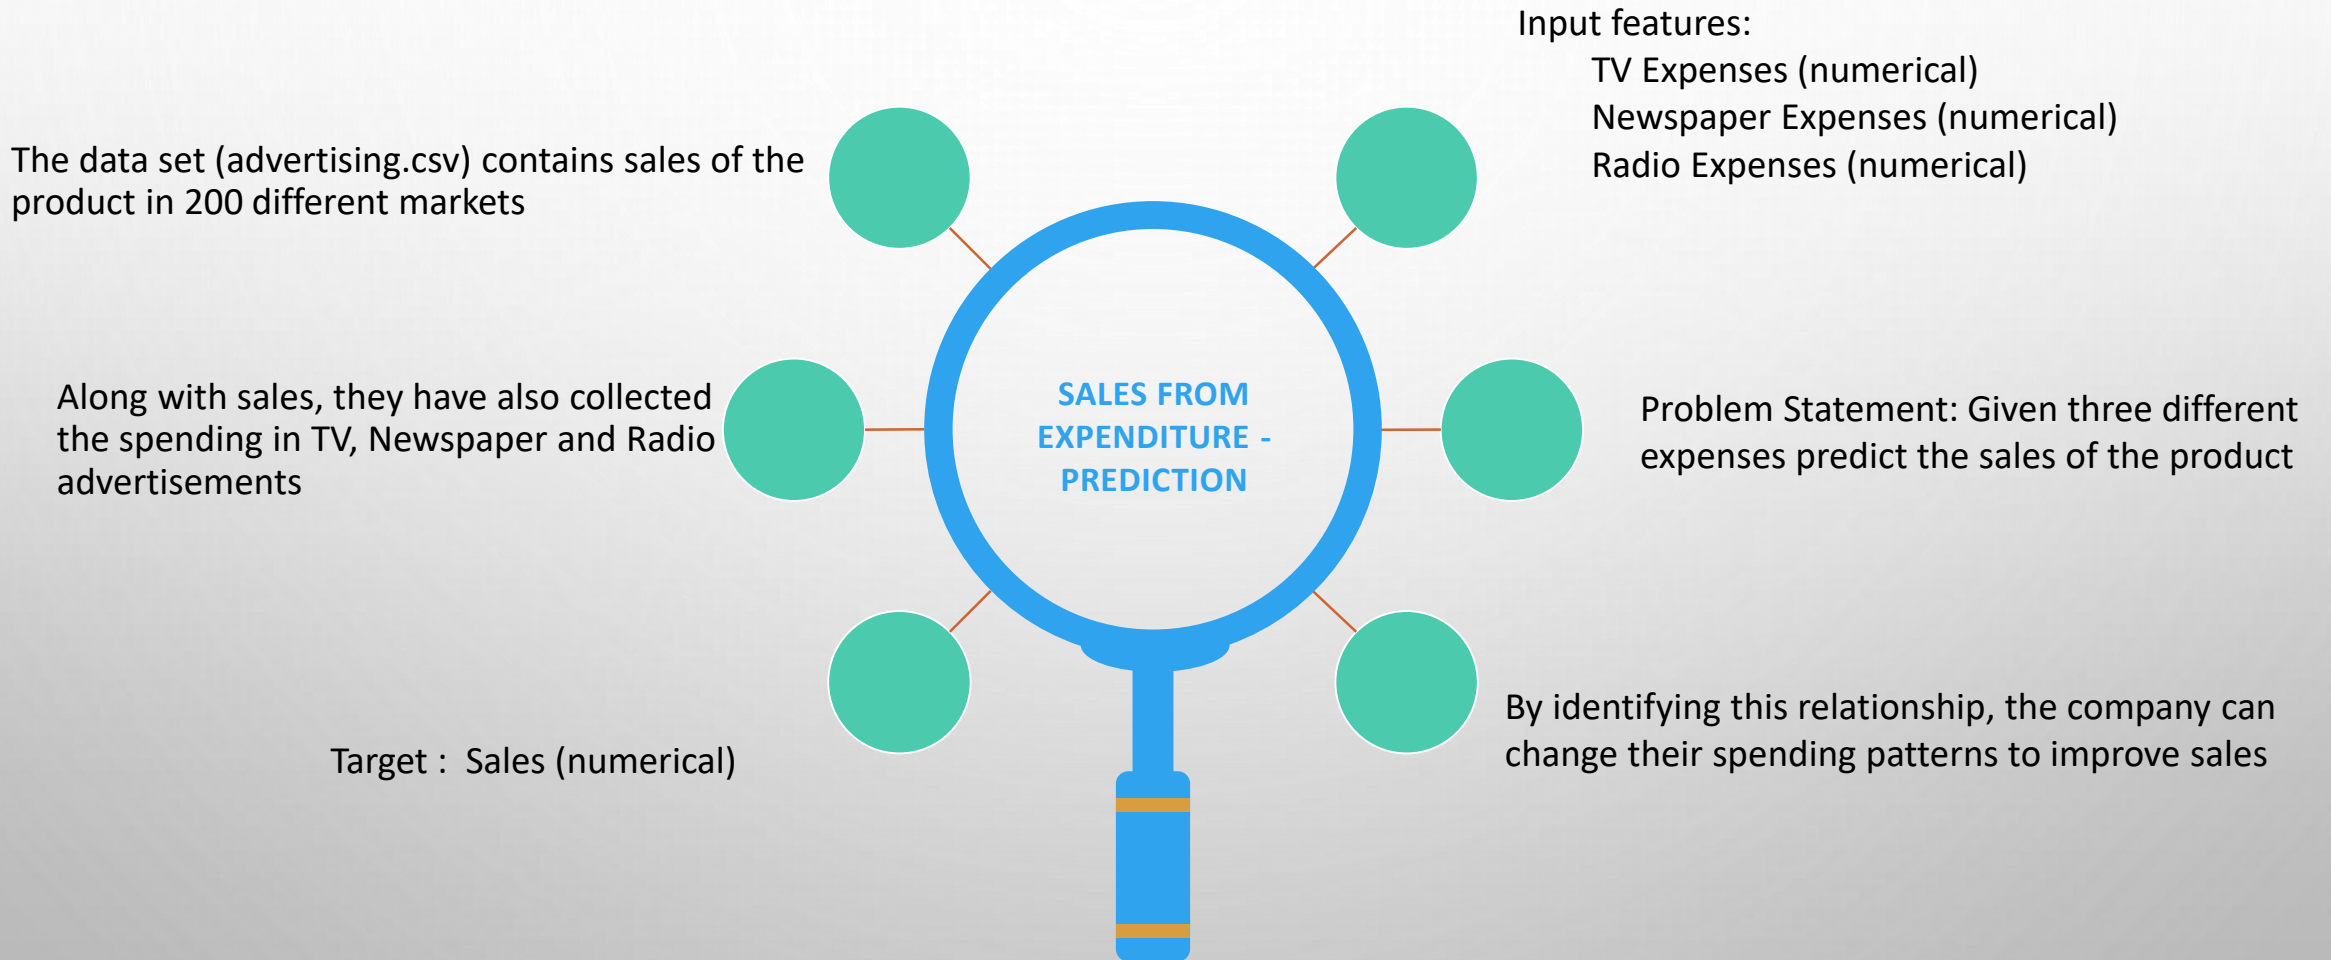 The data set (advertising.csv) contains sales of the
product in 200 different markets
Along with sales, they have also collected
the spending in TV, Newspaper and Radio
advertisements
Target :  Sales (numerical)
SALES FROM
EXPENDITURE -
PREDICTION
Input features:
TV Expenses (numerical)
Newspaper Expenses (numerical)
Radio Expenses (numerical)
Problem Statement: Given three different
expenses predict the sales of the product
By identifying this relationship, the company can
change their spending patterns to improve sales